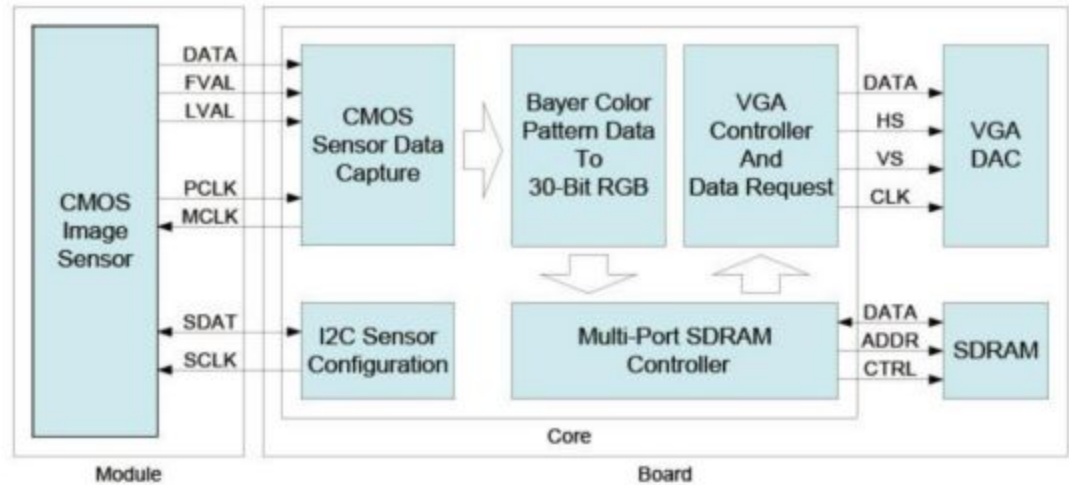 CMOS
Image
Sensor
DATA
FVAL
LVAL
PCLK
MCLK
SDAT
SCLK
CMOS
Sensor Data
Capture
I2C Sensor
Configuration
Bayer Color
Pattern Data
To
30-Bit RGB
VGA
Controller
And
Data Request
Multi-Port SDRAM
Controller
DATA
HS
VS
CLK
VGA
DAC
DATA
ADDR
CTRL
SDRAM
Core
Module
Board